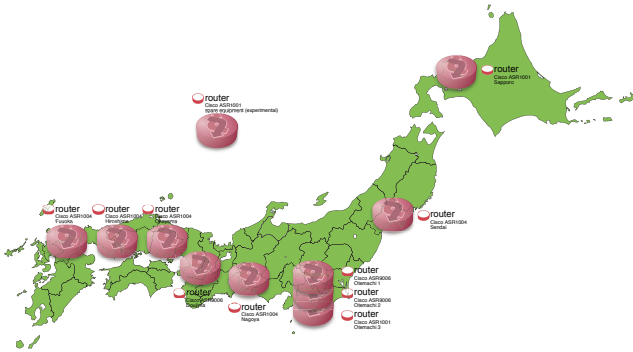 router
Cisco ASR1001
Sapporo
router
Cisco ASR1001
spare equipment (experimental)
router
Cisco ASR1004
Fuuoka
router
Cisco ASR1004
Hiroshima
router
Cisco ASR1004
Okayama
router
Cisco ASR1004
Sendai
router
Cisco ASR9006
router
Cisco ASR1004
Nagoya
router
Cisco ASR9006
Otemachi 1
router
Cisco ASR9006
Otemachi 2
router
Cisco ASR1001
Otemachi 3